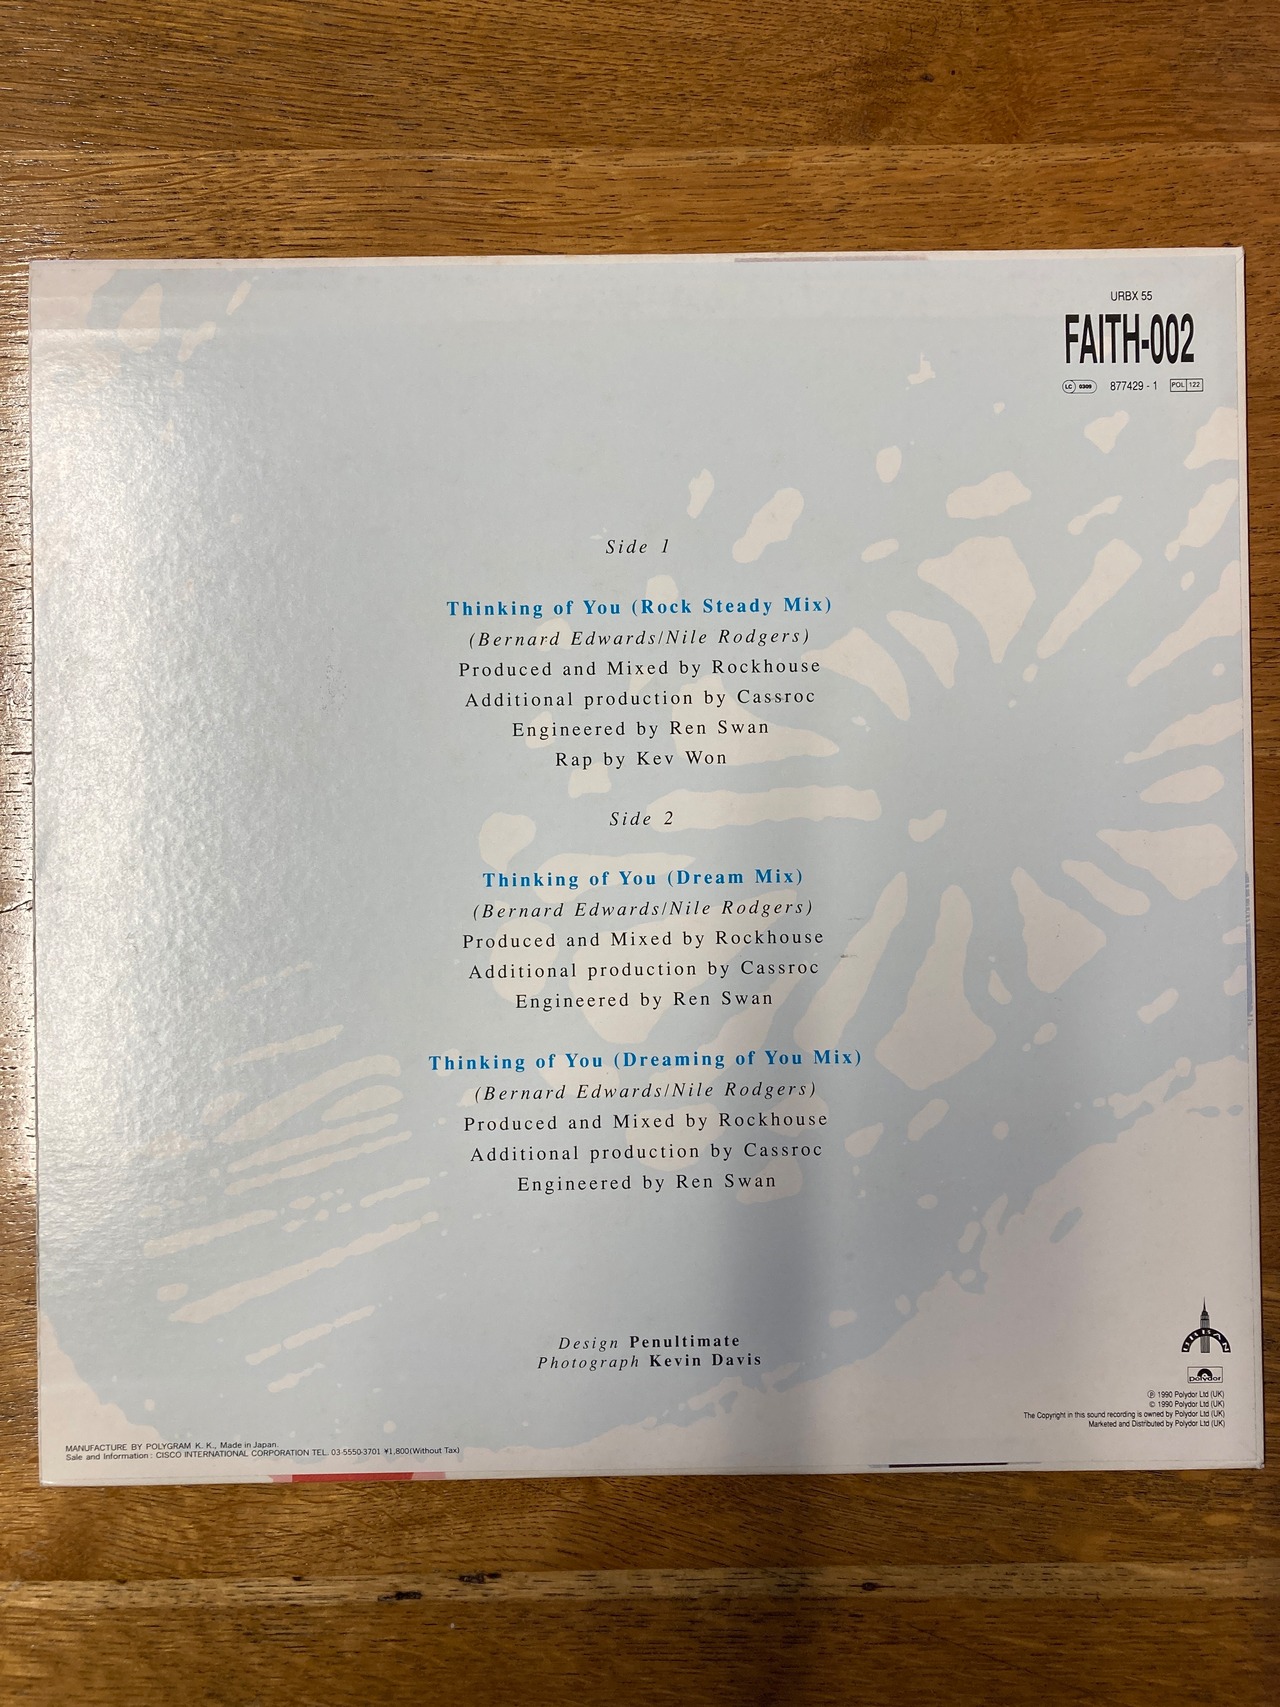 URBX 55
FAITH-002
LC 0309 877429 - 1 POL 122
Side 1
Thinking of You (Rock Steady Mix)
(Bernard Edwards/Nile Rodgers)
Produced and Mixed by Rockhouse
Additional production by Cassroc
Engineered by Ren Swan
Rap by Kev Won
Side 2
Thinking of You (Dream Mix)
(Bernard Edwards/Nile Rodgers)
Produced and Mixed by Rockhouse
Additional production by Cassroc
Engineered by Ren Swan
Thinking of You (Dreaming of You Mix)
(Bernard Edwards/Nile Rodgers)
Produced and Mixed by Rockhouse
Additional production by Cassroc
Engineered by Ren Swan
Design Penultimate
Photograph Kevin Davis
URBAN
Polydor
℗ 1990 Polydor Ltd (UK)
© 1990 Polydor Ltd (UK)
The Copyright in this sound recording is owned by Polydor Ltd (UK)
Marketed and Distributed by Polydor Ltd (UK)
MANUFACTURE BY POLYGRAM K. K., Made in Japan.
Sale and Information : CISCO INTERNATIONAL CORPORATION TEL. 03-5550-3701 ¥1,800(Without Tax)